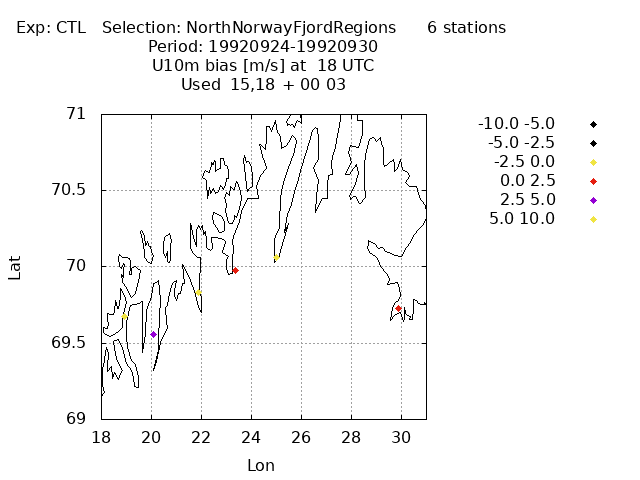 Exp: CTL   Selection: NorthNorwayFjordRegions      6 stations
Period: 19920924-19920930
U10m bias [m/s] at  18 UTC
Used  15,18  + 00 03
-10.0 -5.0
-5.0 -2.5
-2.5 0.0
0.0 2.5
2.5 5.0
5.0 10.0
71
70.5
70
69.5
69
Lat
18 20 22 24 26 28 30
Lon